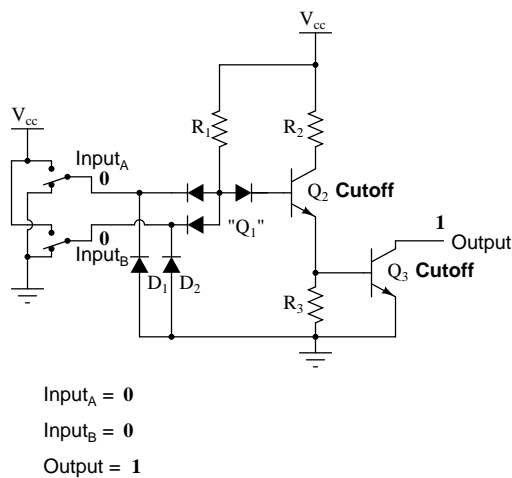 Vcc
R1
R2
Vcc
InputA
0
Q2 Cutoff
"Q1"
0
InputB
1
Output
Q3 Cutoff
D1
D2
R3
InputA = 0
InputB = 0
Output = 1